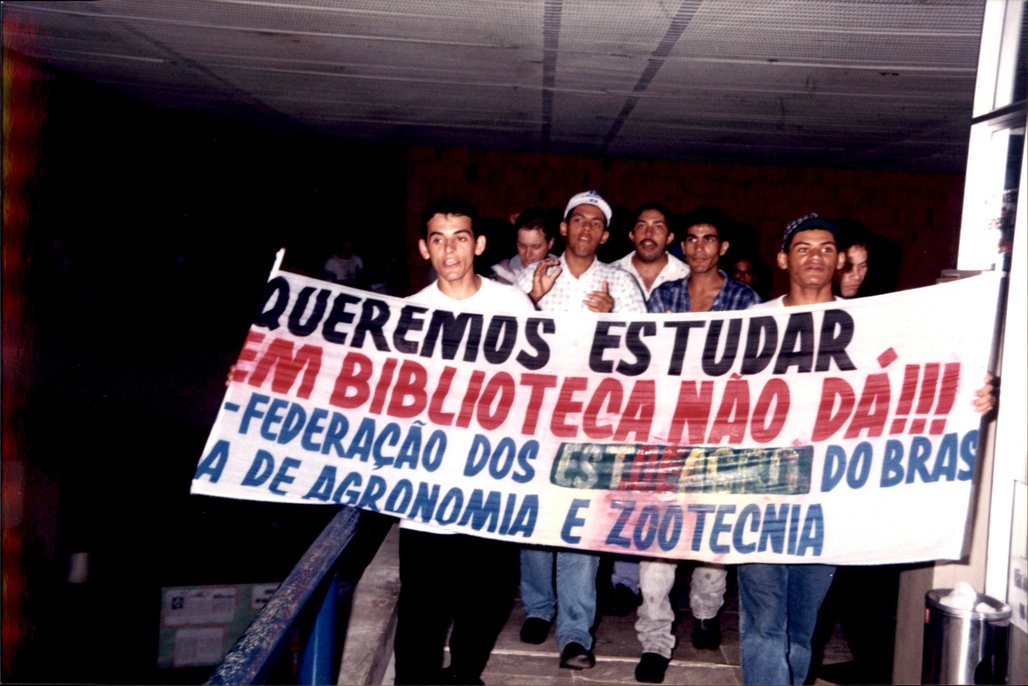 QUEREMOS ESTUDAR
EM BIBLIOTECA NÃO DÁ!!!
-FEDERAÇÃO DOS DO BRAS
A DE AGRONOMIA E ZOOTECNIA